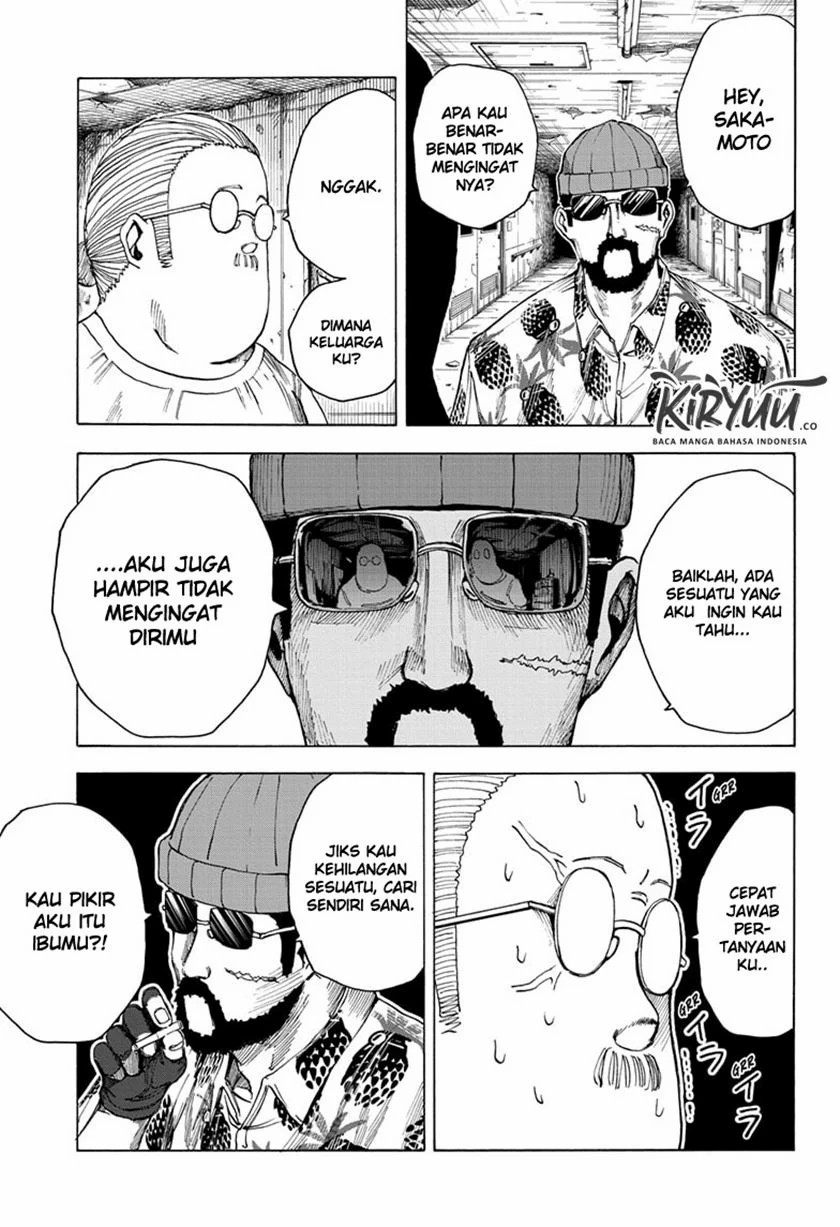 HEY,
SAKA-
MOTO
APA KAU
BENAR-
BENAR TIDAK
MENGINGAT
NYA?
NGGAK.
DIMANA
KELUARGA
KU?
KIRYUU.CO
BACA MANGA BAHASA INDONESIA
BAIKLAH, ADA
SESUATU YANG
AKU INGIN KAU
TAHU...
....AKU JUGA
HAMPIR TIDAK
MENGINGAT
DIRIMU
GRR
イラ
CEPAT
JAWAB
PER-
TANYAAN
KU..
GRR
イラ
GRR
イラ
JIKS KAU
KEHILANGAN
SESUATU, CARI
SENDIRI SANA.
KAU PIKIR
AKU ITU
IBUMU?!